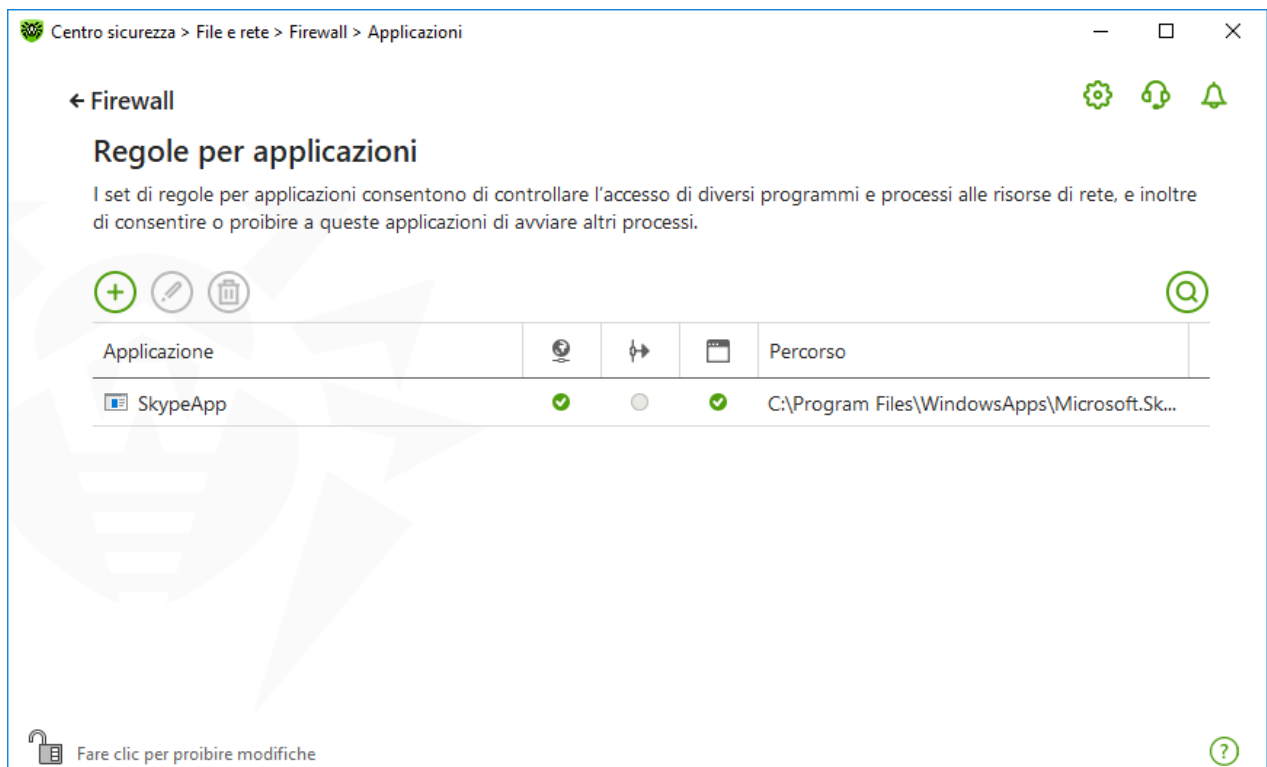 Centro sicurezza > File e rete > Firewall > Applicazioni
Firewall
Regole per applicazioni
I set di regole per applicazioni consentono di controllare l'accesso di diversi programmi e processi alle risorse di rete, e inoltre
di consentire o proibire a queste applicazioni di avviare altri processi.
Applicazione Percorso
SkypeApp C:\Program Files\WindowsApps\Microsoft.Sk...
Fare clic per proibire modifiche